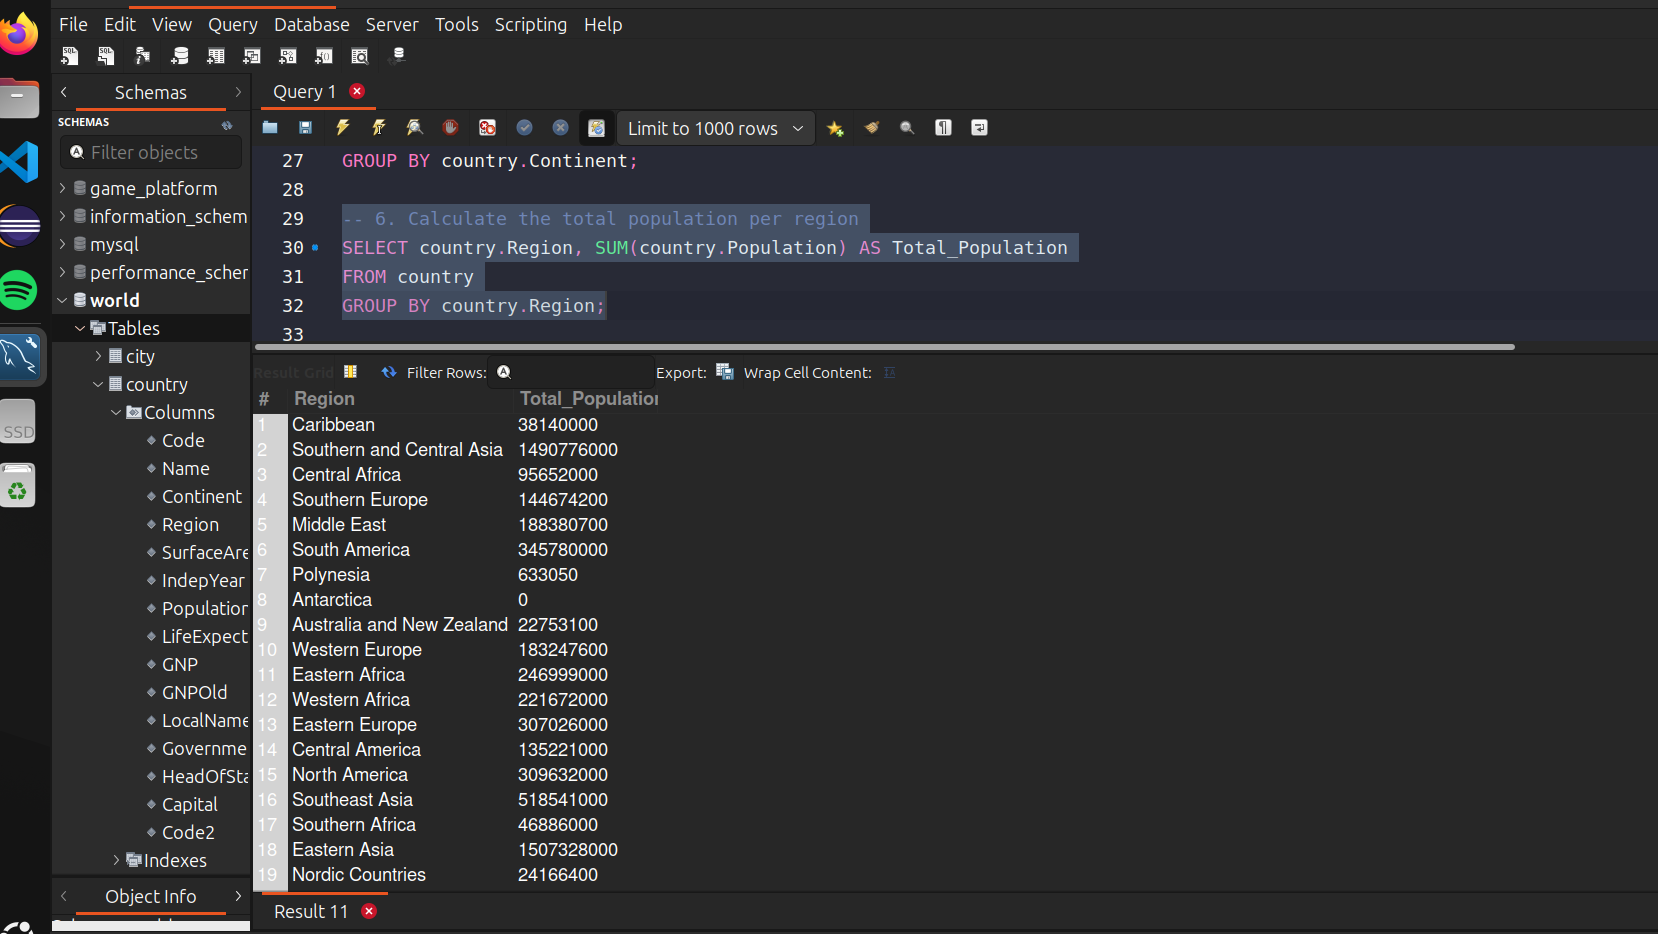 File Edit View Query Database Server Tools Scripting Help
Schemas
Query 1
SCHEMAS
Filter objects
Limit to 1000 rows
game_platform
information_schem
mysql
performance_scher
world
Tables
city
country
Columns
Code
Name
Continent
Region
SurfaceAre
IndepYear
Population
LifeExpect
GNP
GNPOld
LocalName
Governme
HeadOfSta
Capital
Code2
Indexes
Object Info
27 GROUP BY country.Continent;
28
29 -- 6. Calculate the total population per region
30 SELECT country.Region, SUM(country.Population) AS Total_Population
31 FROM country
32 GROUP BY country.Region;
33
Result Grid Filter Rows: Export: Wrap Cell Content:
# Region Total_Population
1 Caribbean 38140000
2 Southern and Central Asia 1490776000
3 Central Africa 95652000
4 Southern Europe 144674200
5 Middle East 188380700
6 South America 345780000
7 Polynesia 633050
8 Antarctica 0
9 Australia and New Zealand 22753100
10 Western Europe 183247600
11 Eastern Africa 246999000
12 Western Africa 221672000
13 Eastern Europe 307026000
14 Central America 135221000
15 North America 309632000
16 Southeast Asia 518541000
17 Southern Africa 46886000
18 Eastern Asia 1507328000
19 Nordic Countries 24166400
Result 11
SSD